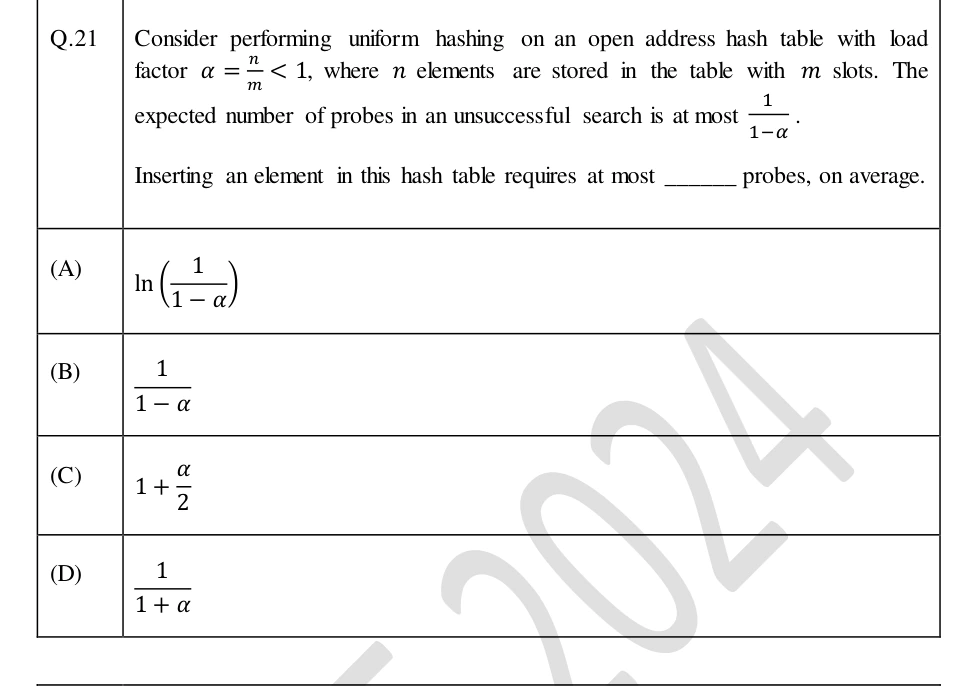 Q.21 Consider performing uniform hashing on an open address hash table with load
factor α = n/m < 1, where n elements are stored in the table with m slots. The
expected number of probes in an unsuccessful search is at most 1/(1−α) .
Inserting an element in this hash table requires at most ______ probes, on average.
(A) ln(1/(1 − α))
(B) 1/(1 − α)
(C) 1 + α/2
(D) 1/(1 + α)
2024